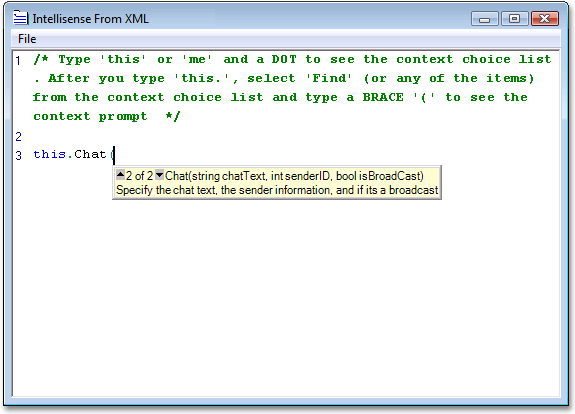 Intellisense From XML
File
1 /* Type 'this' or 'me' and a DOT to see the context choice list
. After you type 'this.', select 'Find' (or any of the items)
from the context choice list and type a BRACE '(' to see the
context prompt */
2
3 this.Chat(
2 of 2 Chat(string chatText, int senderID, bool isBroadCast)
Specify the chat text, the sender information, and if its a broadcast